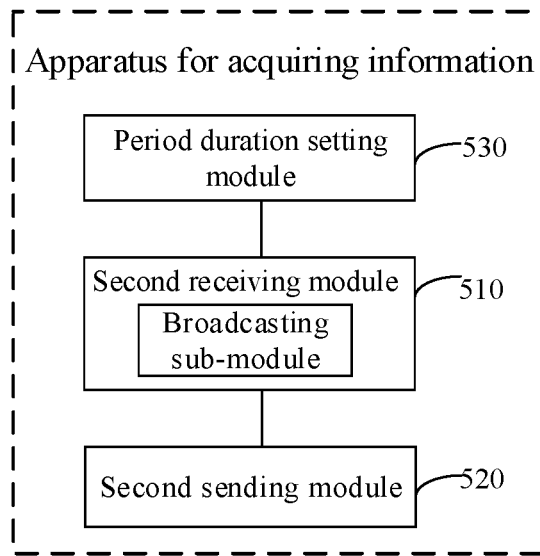 Apparatus for acquiring information
Period duration setting
module
530
Second receiving module
510
Broadcasting
sub-module
Second sending module
520